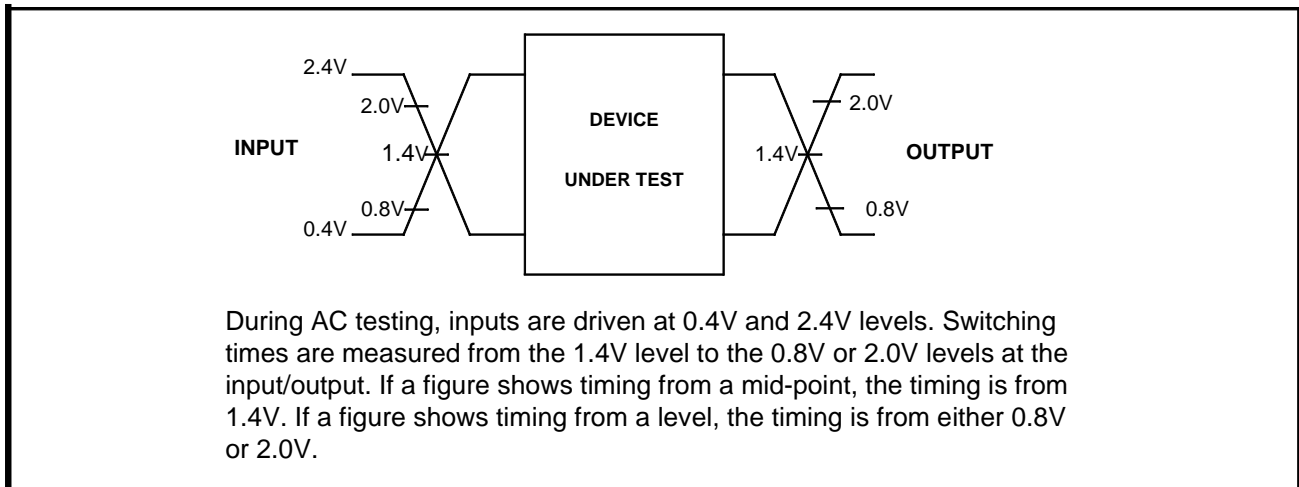 2.4V
2.0V
INPUT
1.4V
0.8V
0.4V
DEVICE
UNDER TEST
2.0V
1.4V
OUTPUT
0.8V
During AC testing, inputs are driven at 0.4V and 2.4V levels. Switching
times are measured from the 1.4V level to the 0.8V or 2.0V levels at the
input/output. If a figure shows timing from a mid-point, the timing is from
1.4V. If a figure shows timing from a level, the timing is from either 0.8V
or 2.0V.